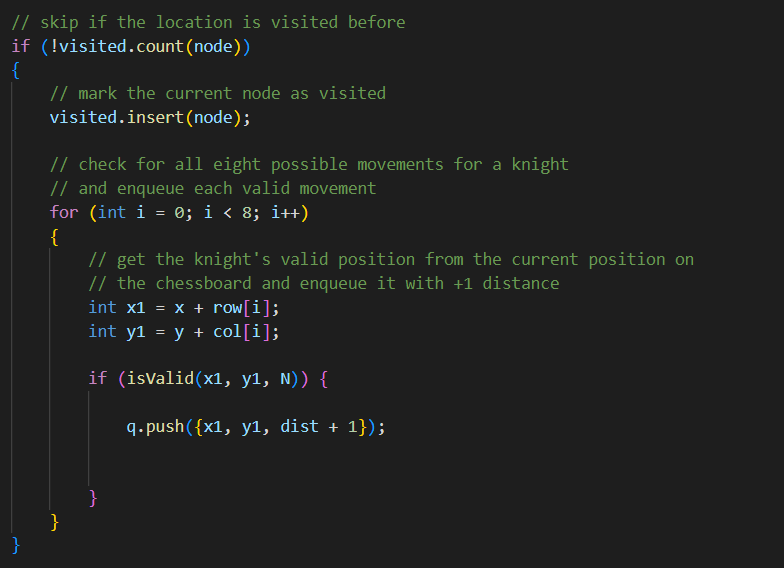 // skip if the location is visited before
if (!visited.count(node))
{
    // mark the current node as visited
    visited.insert(node);
    // check for all eight possible movements for a knight
    // and enqueue each valid movement
    for (int i = 0; i < 8; i++)
    {
        // get the knight's valid position from the current position on
        // the chessboard and enqueue it with +1 distance
        int x1 = x + row[i];
        int y1 = y + col[i];
        if (isValid(x1, y1, N)) {
            q.push({x1, y1, dist + 1});
        }
    }
}